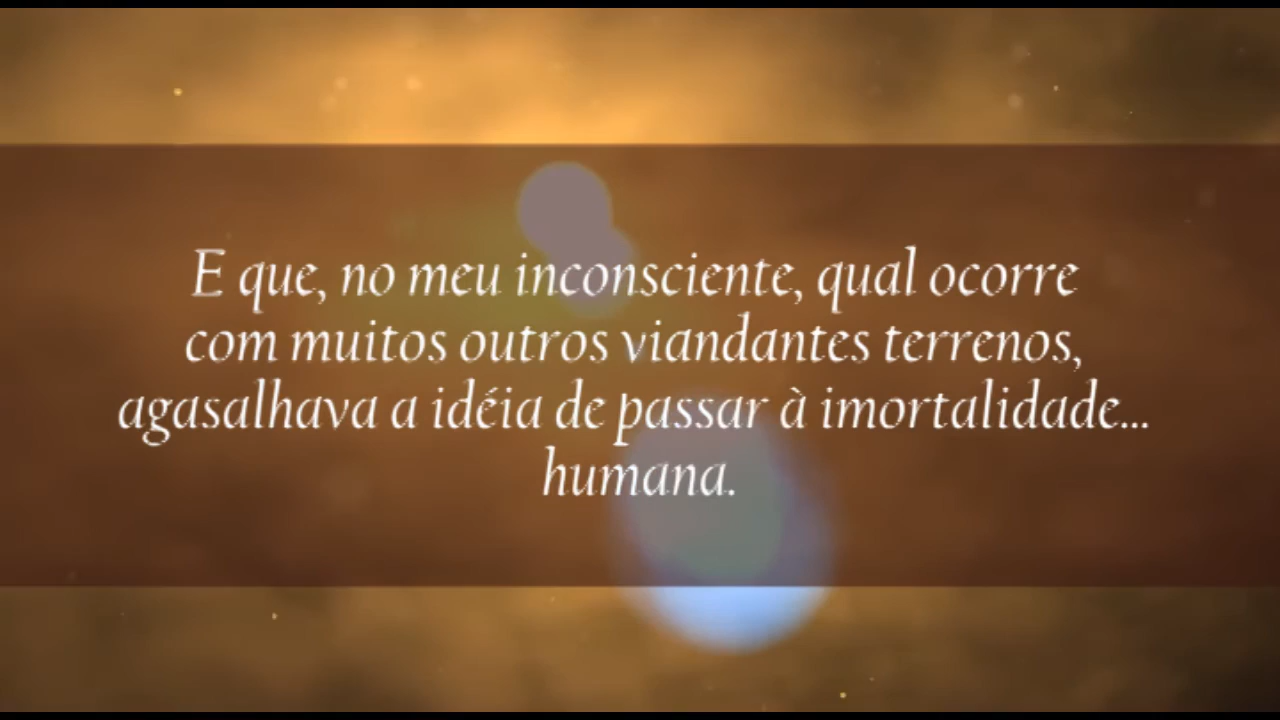 E que, no meu inconsciente, qual ocorre
com muitos outros viandantes terrenos,
agasalhava a idéia de passar à imortalidade...
humana.